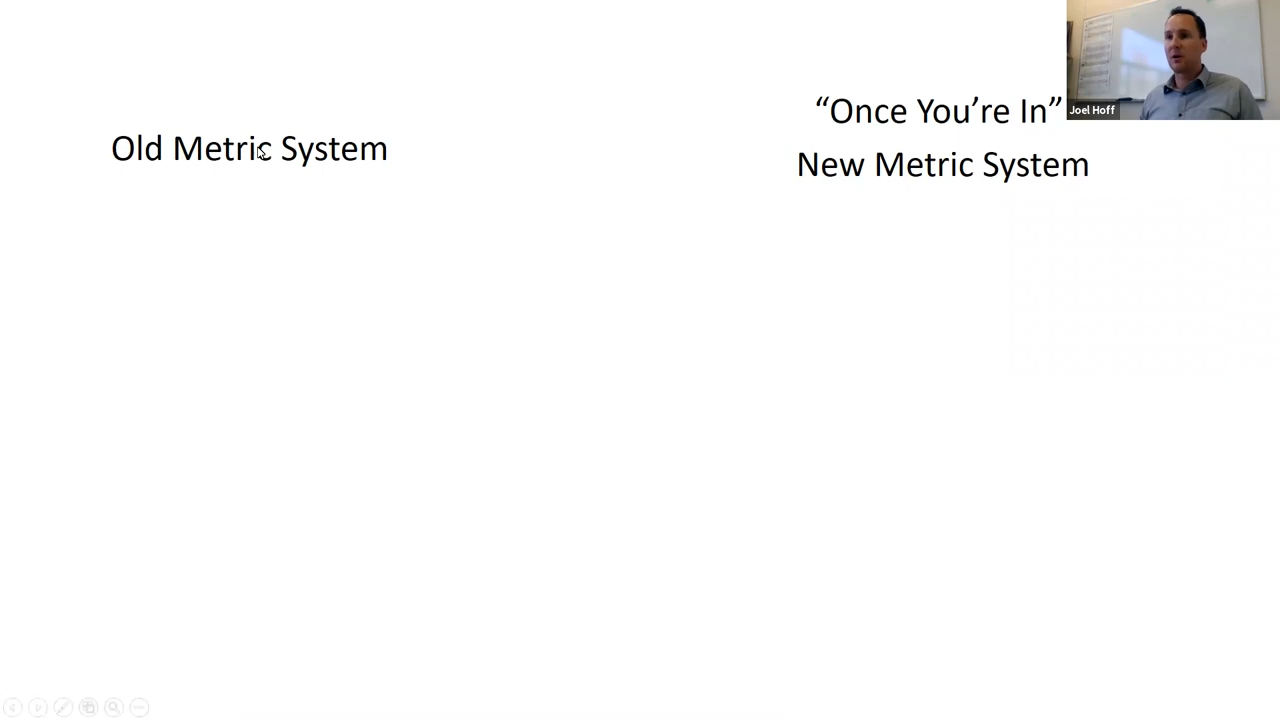 Old Metric System
“Once You’re In”
New Metric System
Joel Hoff